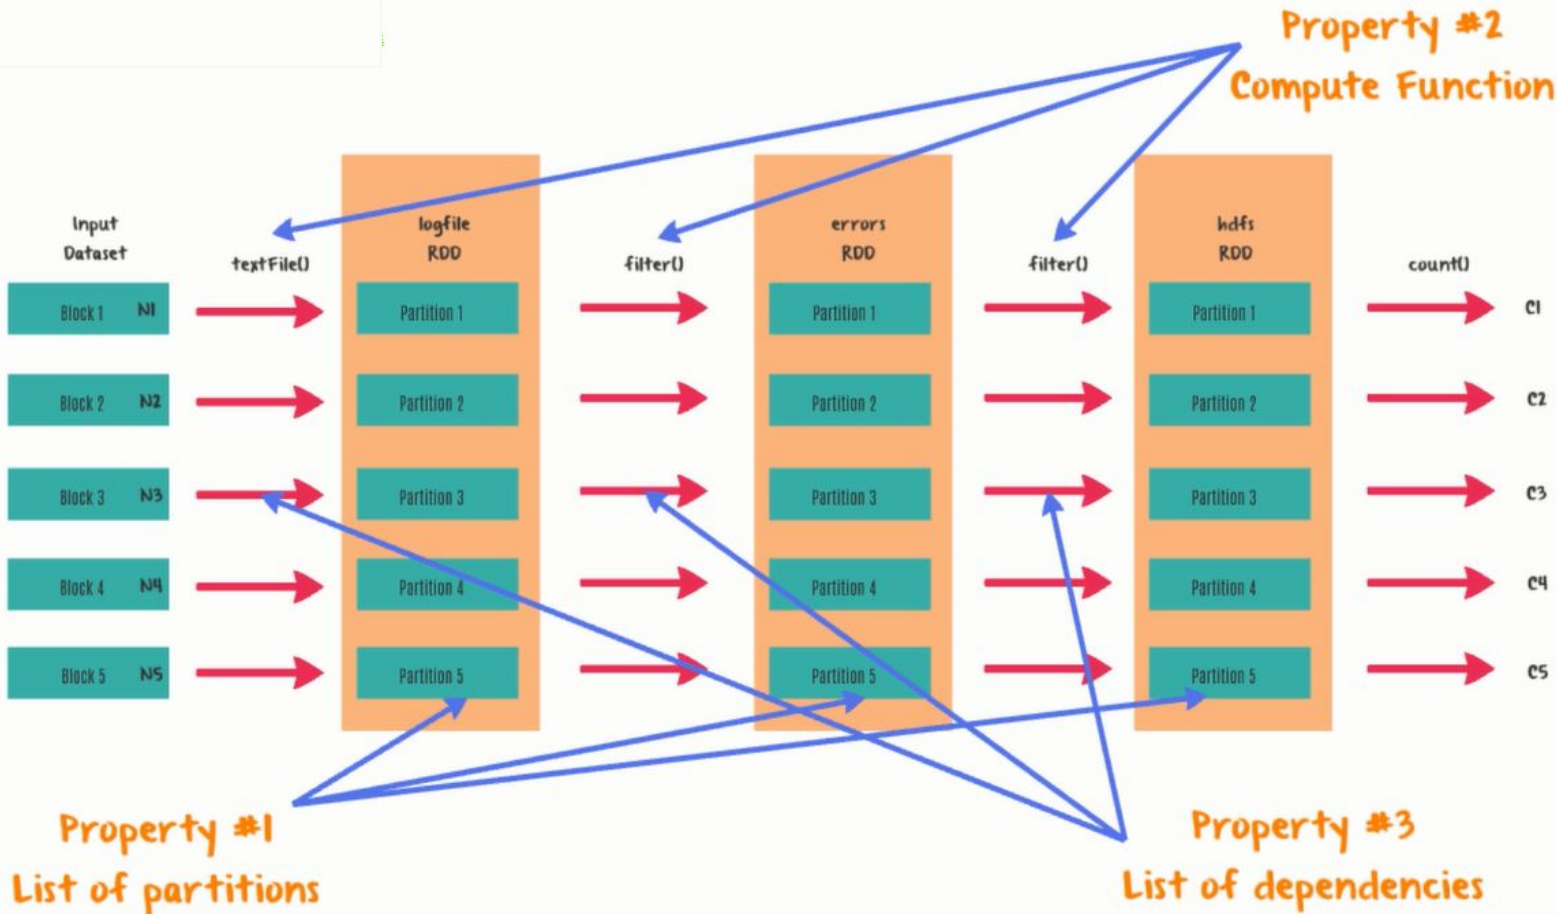 Property #2
Compute Function
Input
Dataset
textFile()
logfile
RDD
filter()
errors
RDD
filter()
hdfs
RDD
count()
Block 1 N1
Partition 1
Partition 1
Partition 1
C1
Block 2 N2
Partition 2
Partition 2
Partition 2
C2
Block 3 N3
Partition 3
Partition 3
Partition 3
C3
Block 4 N4
Partition 4
Partition 4
Partition 4
C4
Block 5 N5
Partition 5
Partition 5
Partition 5
C5
Property #1
List of partitions
Property #3
List of dependencies